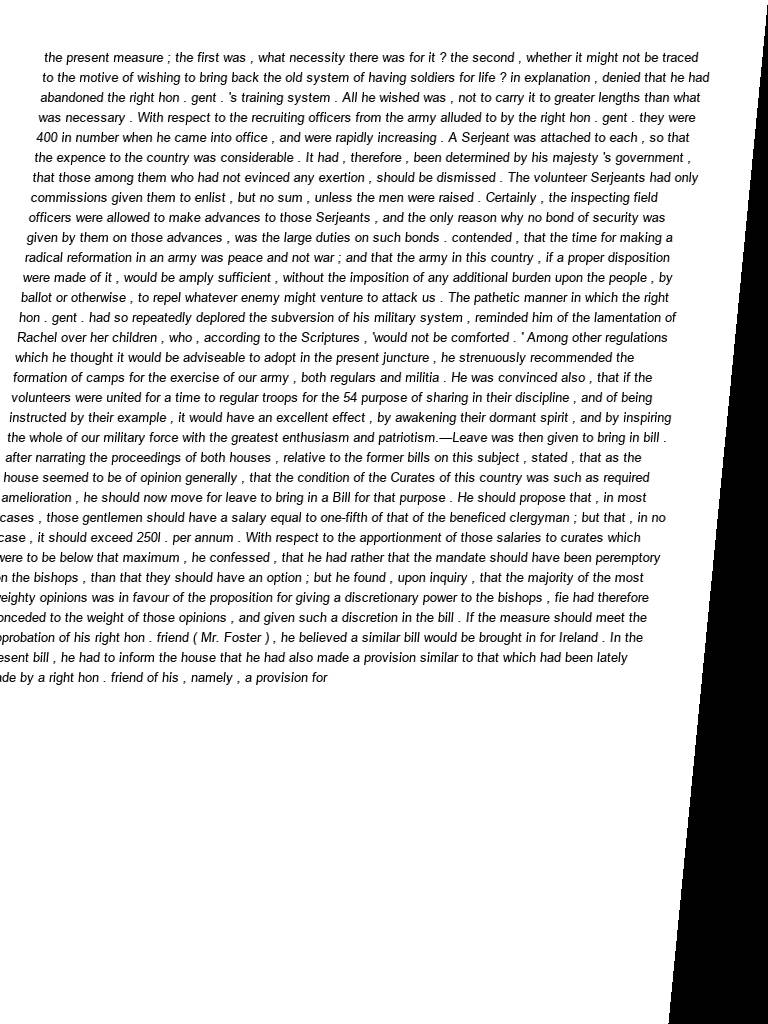 the present measure ; the first was , what necessity there was for it ? the second , whether it might not be traced
to the motive of wishing to bring back the old system of having soldiers for life ? in explanation , denied that he had
abandoned the right hon . gent . 's training system . All he wished was , not to carry it to greater lengths than what
was necessary . With respect to the recruiting officers from the army alluded to by the right hon . gent . they were
400 in number when he came into office , and were rapidly increasing . A Serjeant was attached to each , so that
the expence to the country was considerable . It had , therefore , been determined by his majesty 's government ,
that those among them who had not evinced any exertion , should be dismissed . The volunteer Serjeants had only
commissions given them to enlist , but no sum , unless the men were raised . Certainly , the inspecting field
officers were allowed to make advances to those Serjeants , and the only reason why no bond of security was
given by them on those advances , was the large duties on such bonds . contended , that the time for making a
radical reformation in an army was peace and not war ; and that the army in this country , if a proper disposition
were made of it , would be amply sufficient , without the imposition of any additional burden upon the people , by
ballot or otherwise , to repel whatever enemy might venture to attack us . The pathetic manner in which the right
hon . gent . had so repeatedly deplored the subversion of his military system , reminded him of the lamentation of
Rachel over her children , who , according to the Scriptures , 'would not be comforted . ' Among other regulations
which he thought it would be adviseable to adopt in the present juncture , he strenuously recommended the
formation of camps for the exercise of our army , both regulars and militia . He was convinced also , that if the
volunteers were united for a time to regular troops for the 54 purpose of sharing in their discipline , and of being
instructed by their example , it would have an excellent effect , by awakening their dormant spirit , and by inspiring
the whole of our military force with the greatest enthusiasm and patriotism.—Leave was then given to bring in bill .
after narrating the proceedings of both houses , relative to the former bills on this subject , stated , that as the
house seemed to be of opinion generally , that the condition of the Curates of this country was such as required
amelioration , he should now move for leave to bring in a Bill for that purpose . He should propose that , in most
cases , those gentlemen should have a salary equal to one-fifth of that of the beneficed clergyman ; but that , in no
case , it should exceed 250l . per annum . With respect to the apportionment of those salaries to curates which
were to be below that maximum , he confessed , that he had rather that the mandate should have been peremptory
on the bishops , than that they should have an option ; but he found , upon inquiry , that the majority of the most
eighty opinions was in favour of the proposition for giving a discretionary power to the bishops , fie had therefore
onceded to the weight of those opinions , and given such a discretion in the bill . If the measure should meet the
probation of his right hon . friend ( Mr. Foster ) , he believed a similar bill would be brought in for Ireland . In the
esent bill , he had to inform the house that he had also made a provision similar to that which had been lately
de by a right hon . friend of his , namely , a provision for